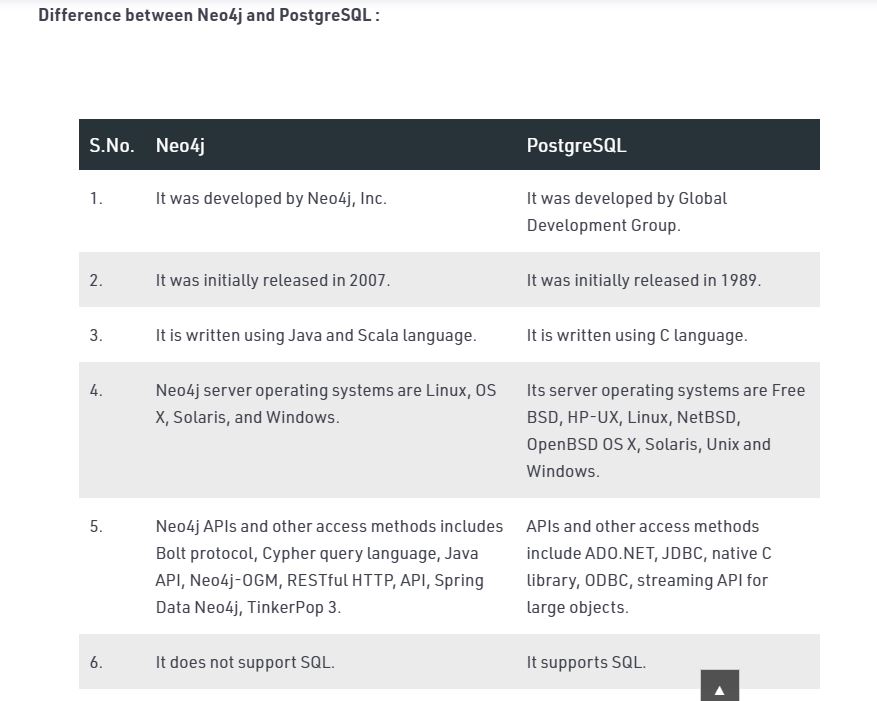 Difference between Neo4j and PostgreSQL :
S.No. Neo4j PostgreSQL
1. It was developed by Neo4j, Inc. It was developed by Global
Development Group.
2. It was initially released in 2007. It was initially released in 1989.
3. It is written using Java and Scala language. It is written using C language.
4. Neo4j server operating systems are Linux, OS Its server operating systems are Free
X, Solaris, and Windows. BSD, HP-UX, Linux, NetBSD,
OpenBSD OS X, Solaris, Unix and
Windows.
5. Neo4j APIs and other access methods includes APIs and other access methods
Bolt protocol, Cypher query language, Java include ADO.NET, JDBC, native C
API, Neo4j-OGM, RESTful HTTP, API, Spring library, ODBC, streaming API for
Data Neo4j, TinkerPop 3. large objects.
6. It does not support SQL. It supports SQL.